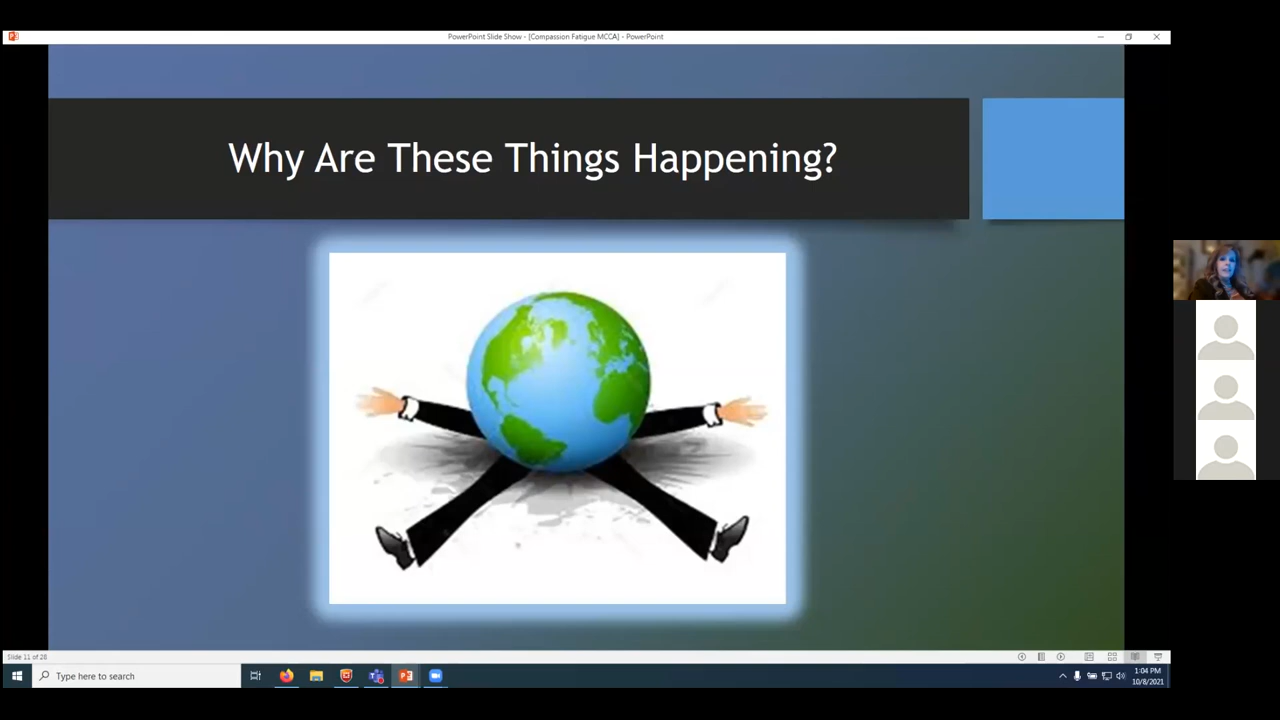 PowerPoint Slide Show - [Compassion Fatigue MCCA] - PowerPoint
Why Are These Things Happening?
Slide 11 of 28
Type here to search
1:04 PM
10/8/2021